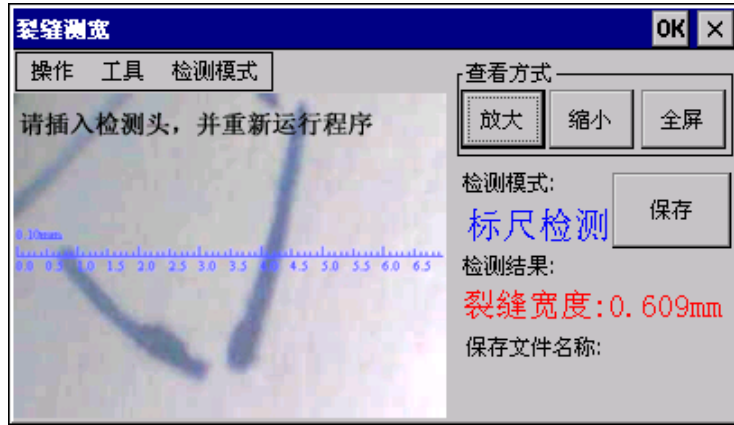 裂缝测宽 OK ×
操作 工具 检测模式
查看方式
放大 缩小 全屏
请插入检测头，并重新运行程序
检测模式:
标尺检测
保存
0.10mm
0.0 0.5 1.0 1.5 2.0 2.5 3.0 3.5 4.0 4.5 5.0 5.5 6.0 6.5
检测结果:
裂缝宽度:0.609mm
保存文件名称: